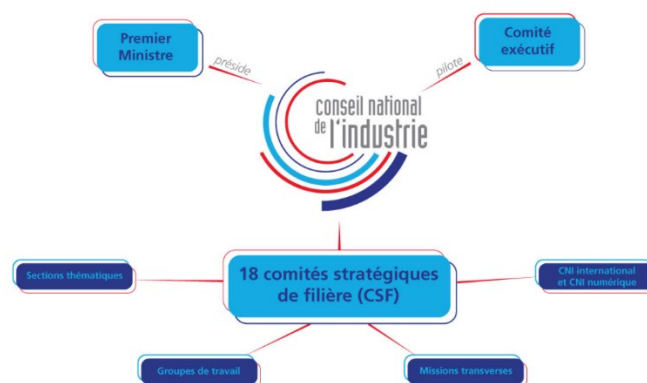 Premier
Ministre
Comité
exécutif
préside
pilote
conseil national
de l'industrie
18 comités stratégiques
de filière (CSF)
Sections thématiques
CNI international
et CNI numérique
Groupes de travail
Missions transverses